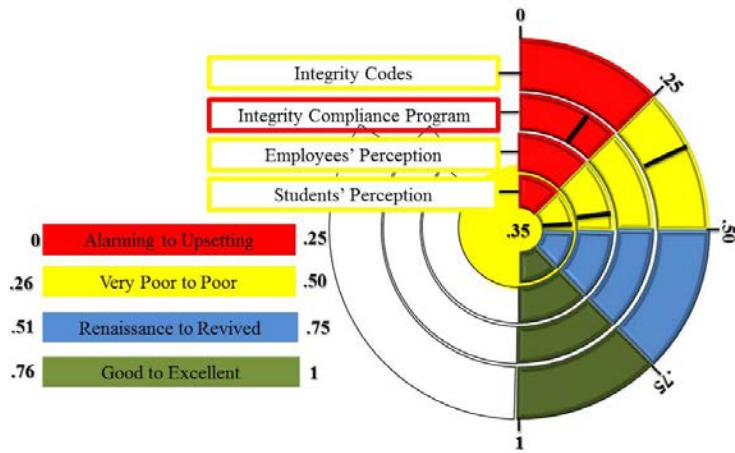 0
Integrity Codes
.25
Integrity Compliance Program
Employees' Perception
Students' Perception
.35
.50
0 Alarming to Upsetting .25
.26 Very Poor to Poor .50
.51 Renaissance to Revived .75
.76 Good to Excellent 1
.75
1